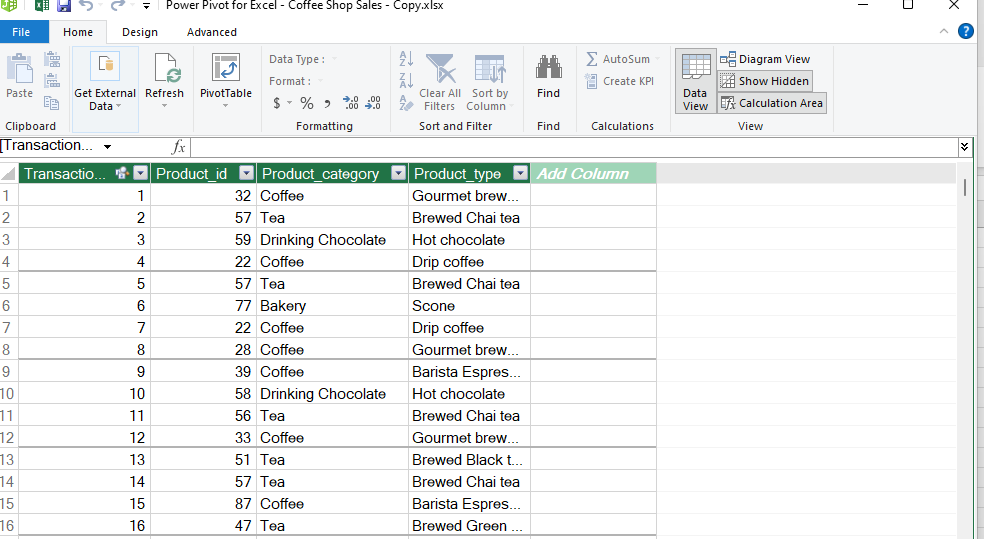 Power Pivot for Excel - Coffee Shop Sales - Copy.xlsx
File Home Design Advanced
Paste
Clipboard
Get External Data
Refresh
PivotTable
Data Type :
Format :
$ % , .00 .00
Formatting
Clear All Filters
Sort by Column
Sort and Filter
Find
Find
AutoSum
Create KPI
Calculations
Data View
Diagram View
Show Hidden
Calculation Area
View
[Transaction... fx
Transactio... Product_id Product_category Product_type Add Column
1 1 32 Coffee Gourmet brew...
2 2 57 Tea Brewed Chai tea
3 3 59 Drinking Chocolate Hot chocolate
4 4 22 Coffee Drip coffee
5 5 57 Tea Brewed Chai tea
6 6 77 Bakery Scone
7 7 22 Coffee Drip coffee
8 8 28 Coffee Gourmet brew...
9 9 39 Coffee Barista Espres...
10 10 58 Drinking Chocolate Hot chocolate
11 11 56 Tea Brewed Chai tea
12 12 33 Coffee Gourmet brew...
13 13 51 Tea Brewed Black t...
14 14 57 Tea Brewed Chai tea
15 15 87 Coffee Barista Espres...
16 16 47 Tea Brewed Green ...